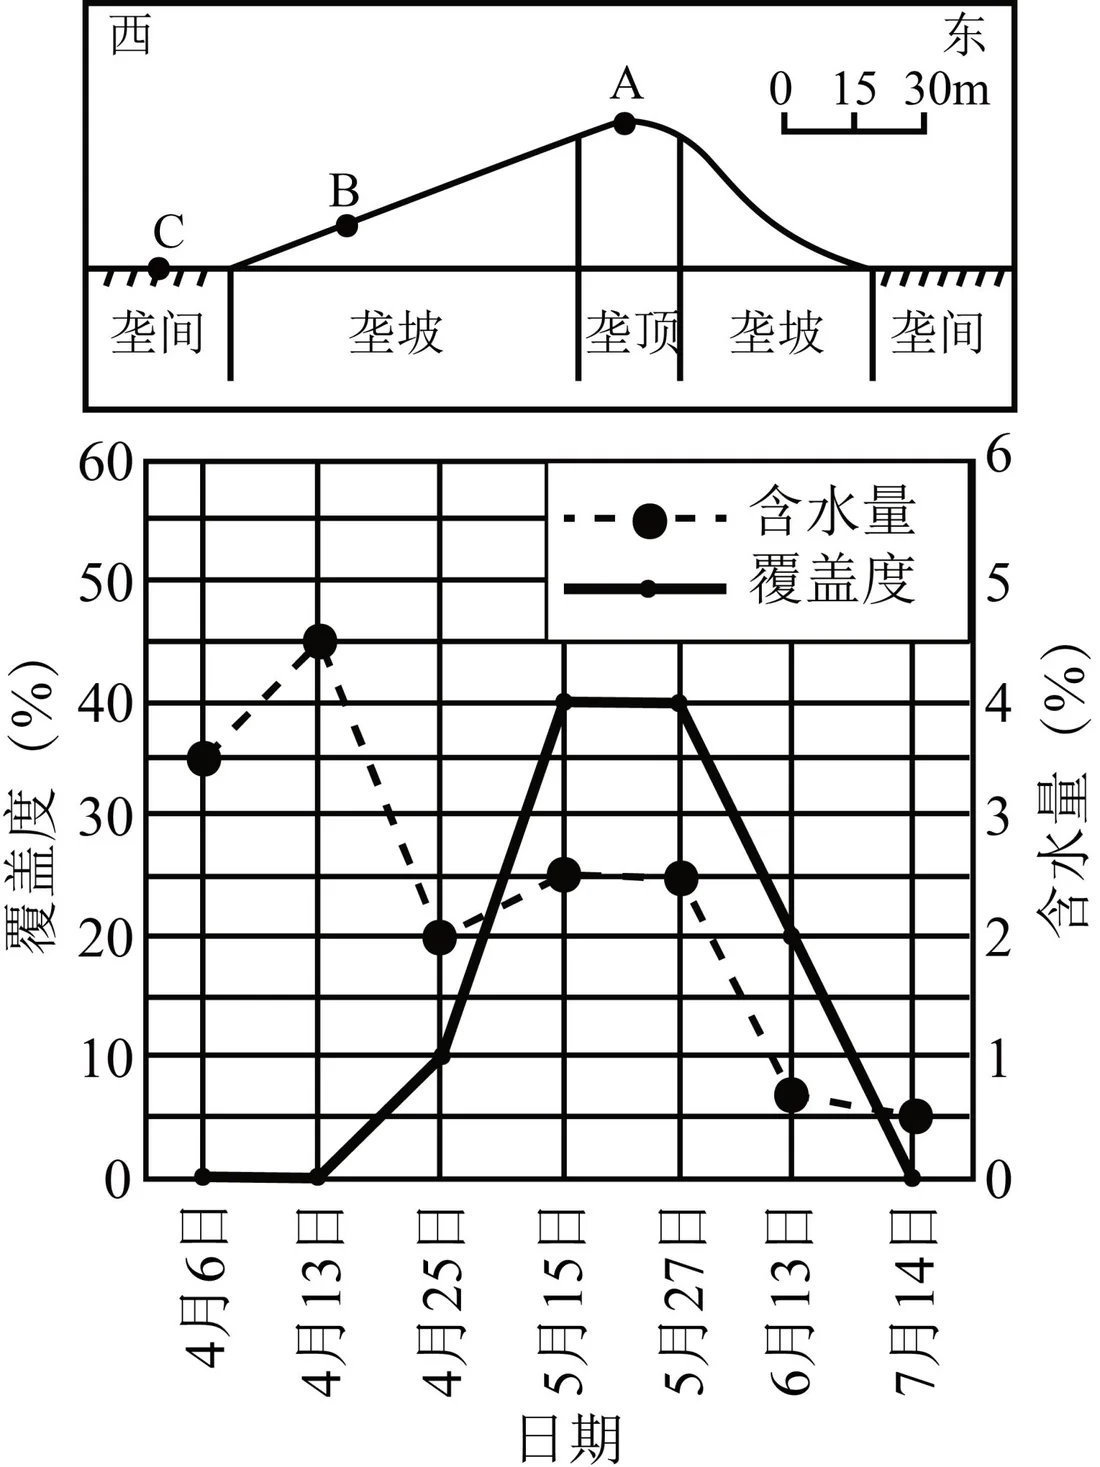 西
东
A
0 15 30m
B
C
垄间 垄坡 垄顶 垄坡 垄间
60 6
含水量
50 5
覆盖度
40 4
30 3
20 2
10 1
0 0
覆盖度（%）
含水量（%）
4月6日
4月13日
4月25日
5月15日
5月27日
6月13日
7月14日
日期